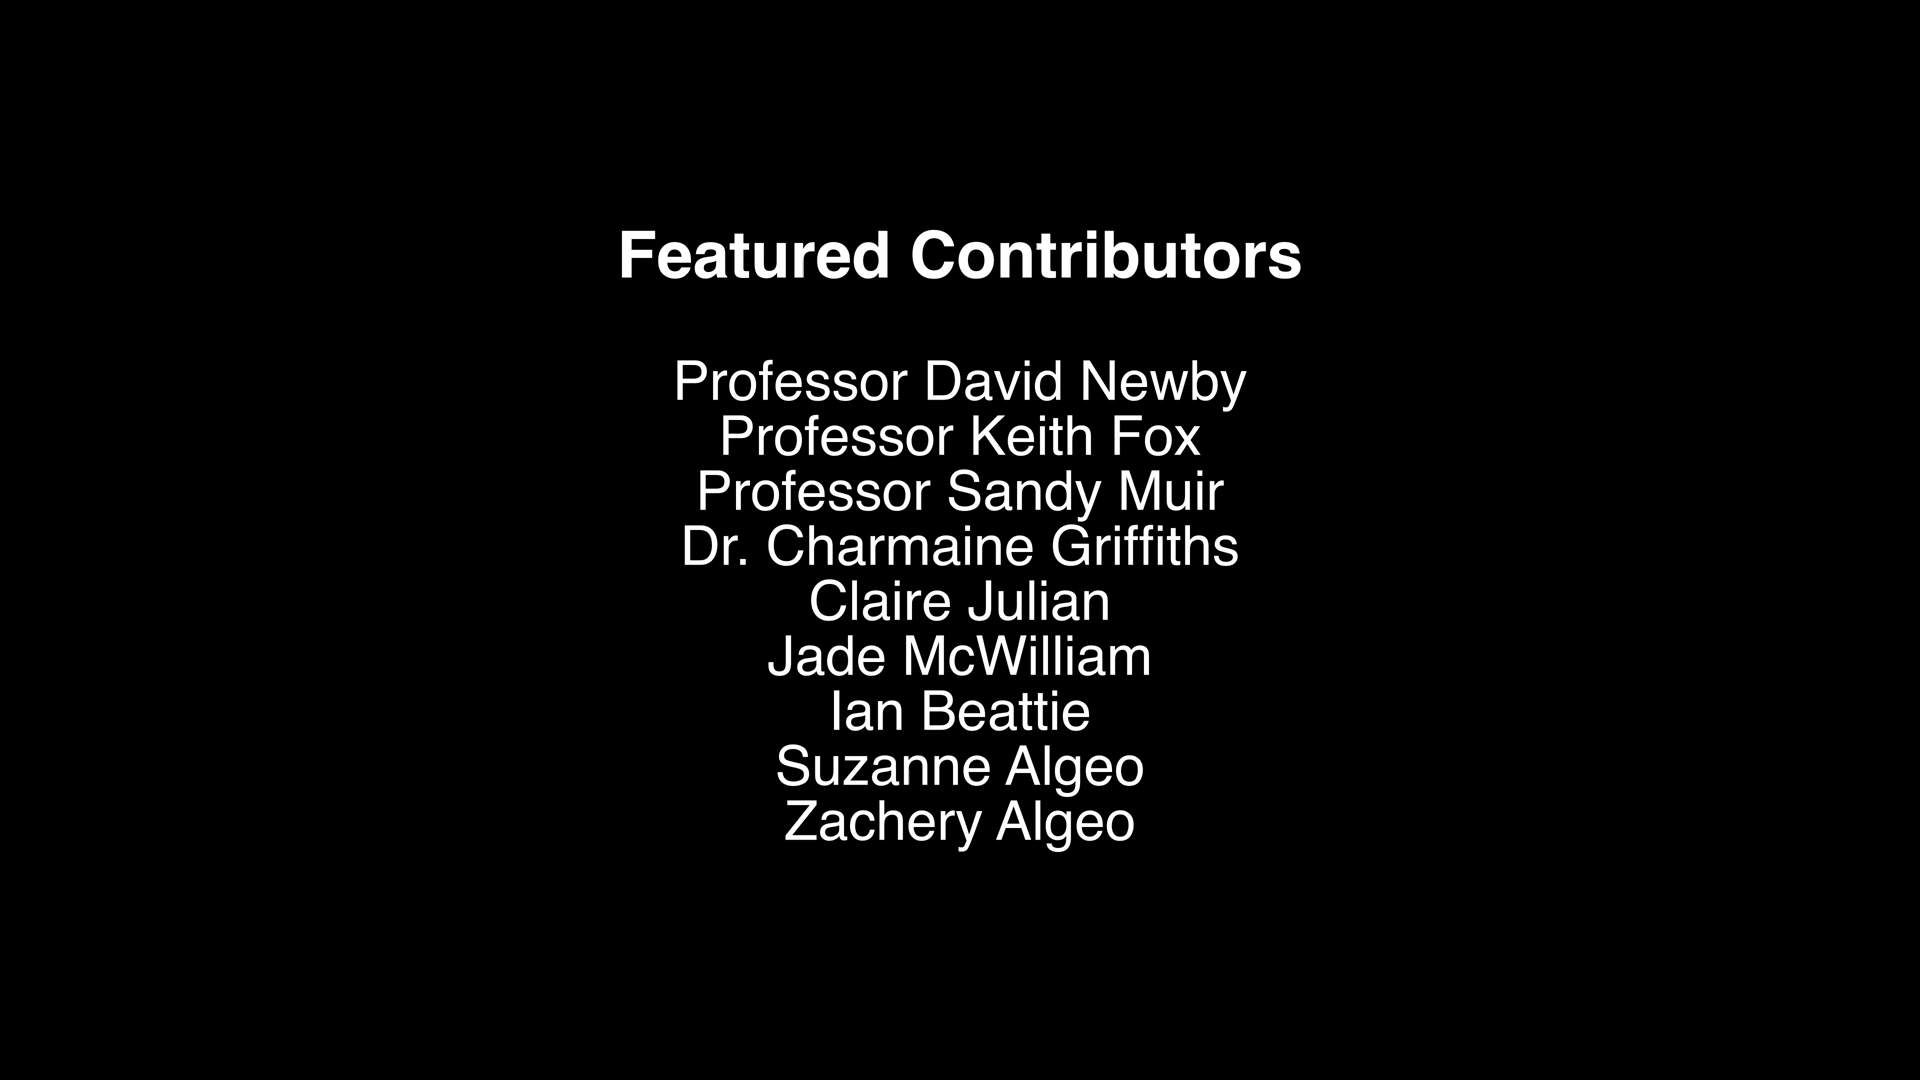 Featured Contributors
Professor David Newby
Professor Keith Fox
Professor Sandy Muir
Dr. Charmaine Griffiths
Claire Julian
Jade McWilliam
Ian Beattie
Suzanne Algeo
Zachery Algeo